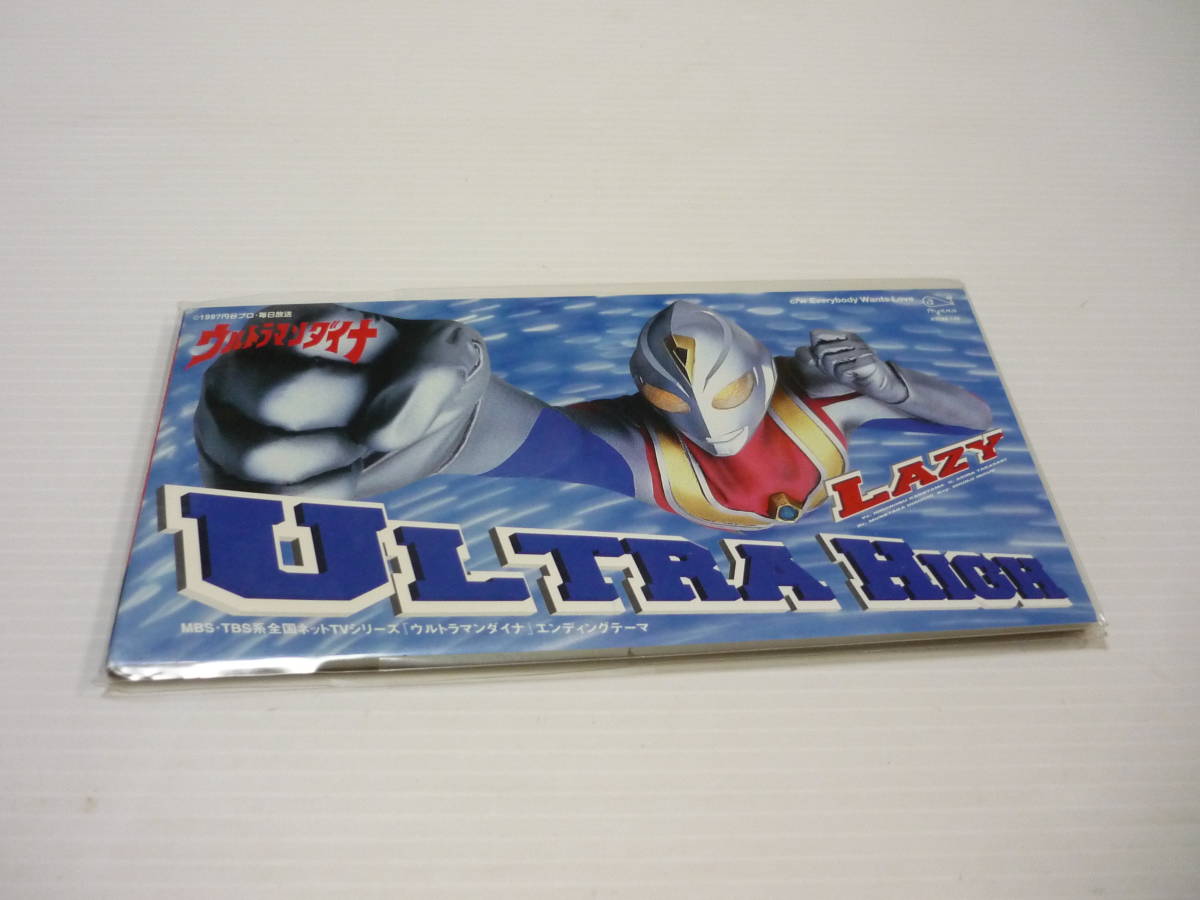 ©1997円谷プロ・毎日放送
ウルトラマンダイナ
c/w Everybody Wants Love
LAZY
ULTRA HIGH
MBS・TBS系全国ネットTVシリーズ「ウルトラマンダイナ」エンディングテーマ